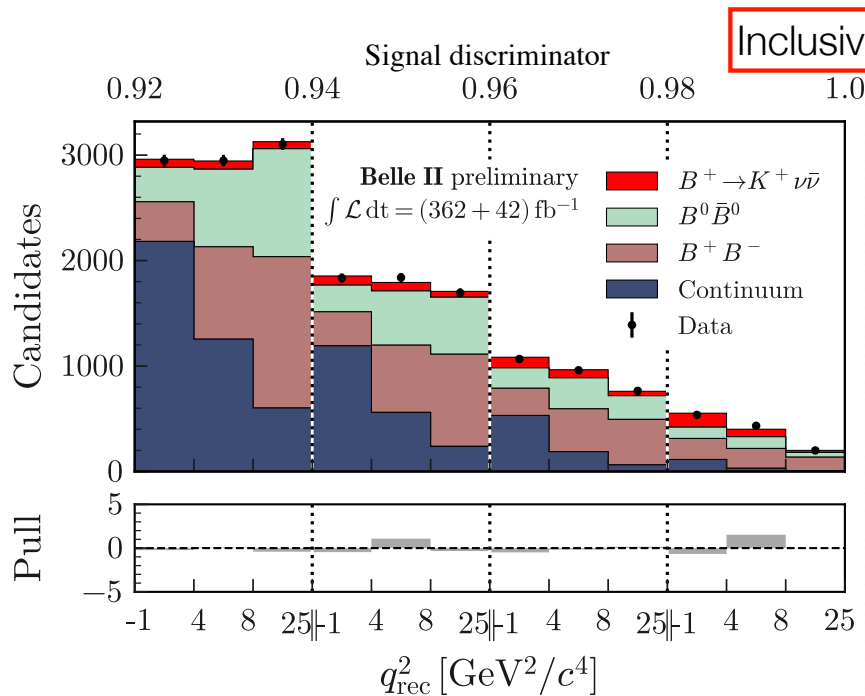 Inclusiv
Signal discriminator
0.92 0.94 0.96 0.98 1.0
Belle II preliminary
∫ ℒ dt = (362 + 42) fb⁻¹
B⁺→K⁺νν̄
B⁰B̄⁰
B⁺B⁻
Continuum
Data
Candidates
3000
2000
1000
0
Pull
5
0
−5
-1 4 8 25 -1 4 8 25 -1 4 8 25 -1 4 8 25
q²rec [GeV²/c⁴]